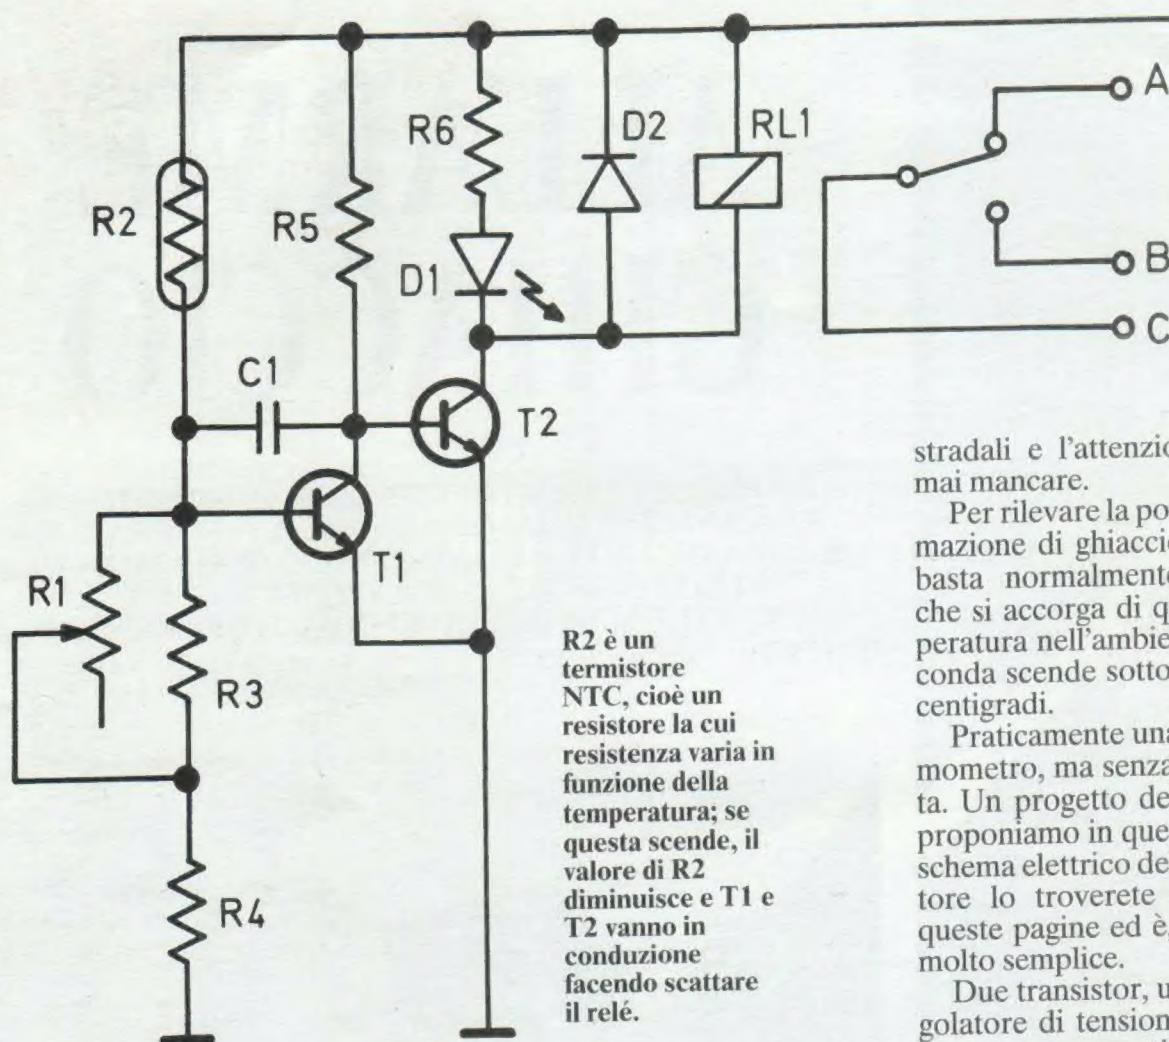 R6
D2
RL1
A
R2
R5
D1
B
C
C1
T2
T1
R1
R3
R4
R2 è un
termistore
NTC, cioè un
resistore la cui
resistenza varia in
funzione della
temperatura; se
questa scende, il
valore di R2
diminuisce e T1 e
T2 vanno in
conduzione
facendo scattare
il relé.
stradali e l'attenzio
mai mancare.
Per rilevare la po
mazione di ghiaccio
basta normalmente
che si accorga di q
peratura nell'ambie
conda scende sotto
centigradi.
Praticamente una
mometro, ma senza
ta. Un progetto de
proponiamo in que
schema elettrico de
tore lo troverete
queste pagine ed è,
molto semplice.
Due transistor, u
golatore di tension